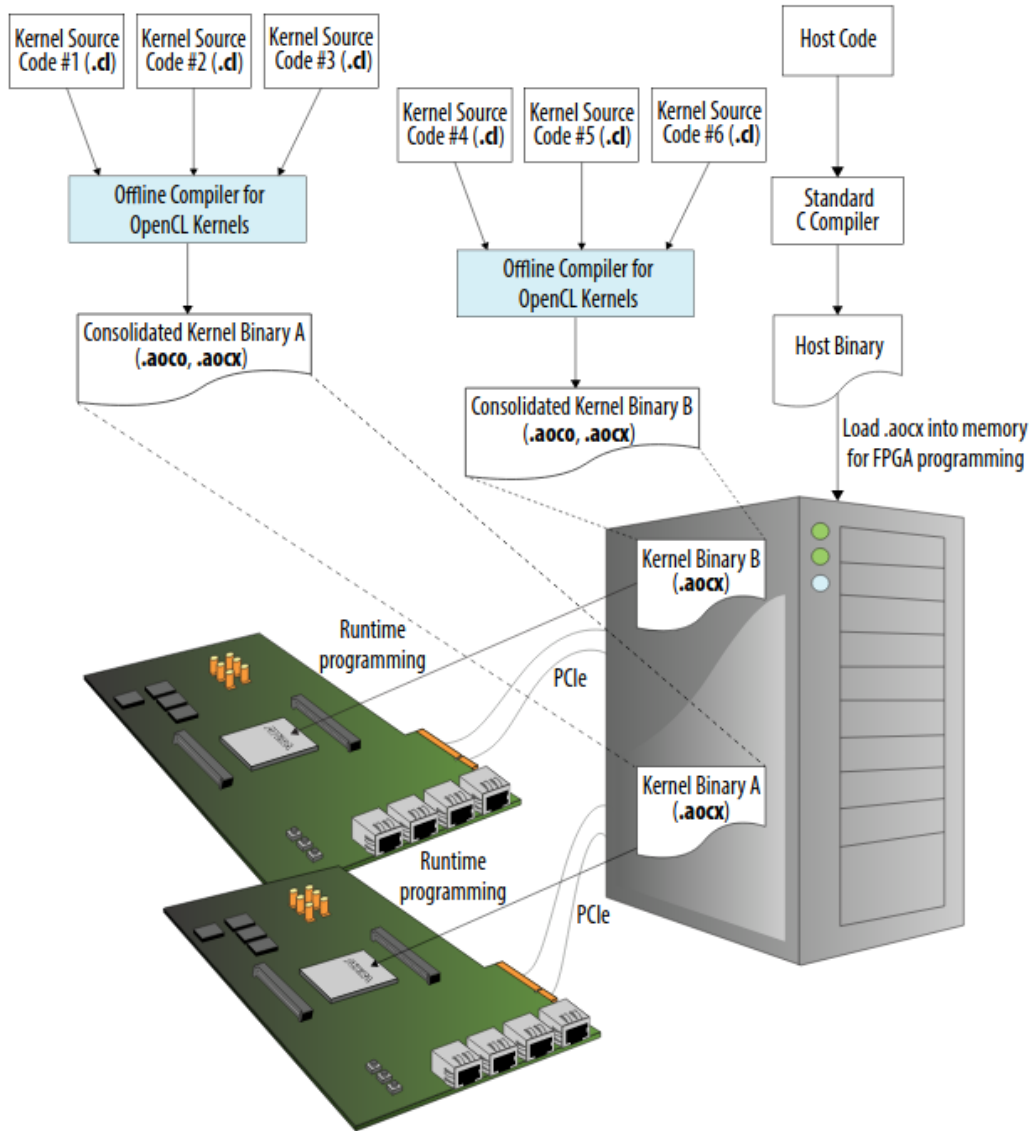 Kernel Source
Code #1 (.cl)
Kernel Source
Code #2 (.cl)
Kernel Source
Code #3 (.cl)
Host Code
Kernel Source
Code #4 (.cl)
Kernel Source
Code #5 (.cl)
Kernel Source
Code #6 (.cl)
Offline Compiler for
OpenCL Kernels
Standard
C Compiler
Offline Compiler for
OpenCL Kernels
Consolidated Kernel Binary A
(.aoco, .aocx)
Host Binary
Consolidated Kernel Binary B
(.aoco, .aocx)
Load .aocx into memory
for FPGA programming
Kernel Binary B
(.aocx)
Runtime
programming
PCIe
Kernel Binary A
(.aocx)
Runtime
programming
PCIe